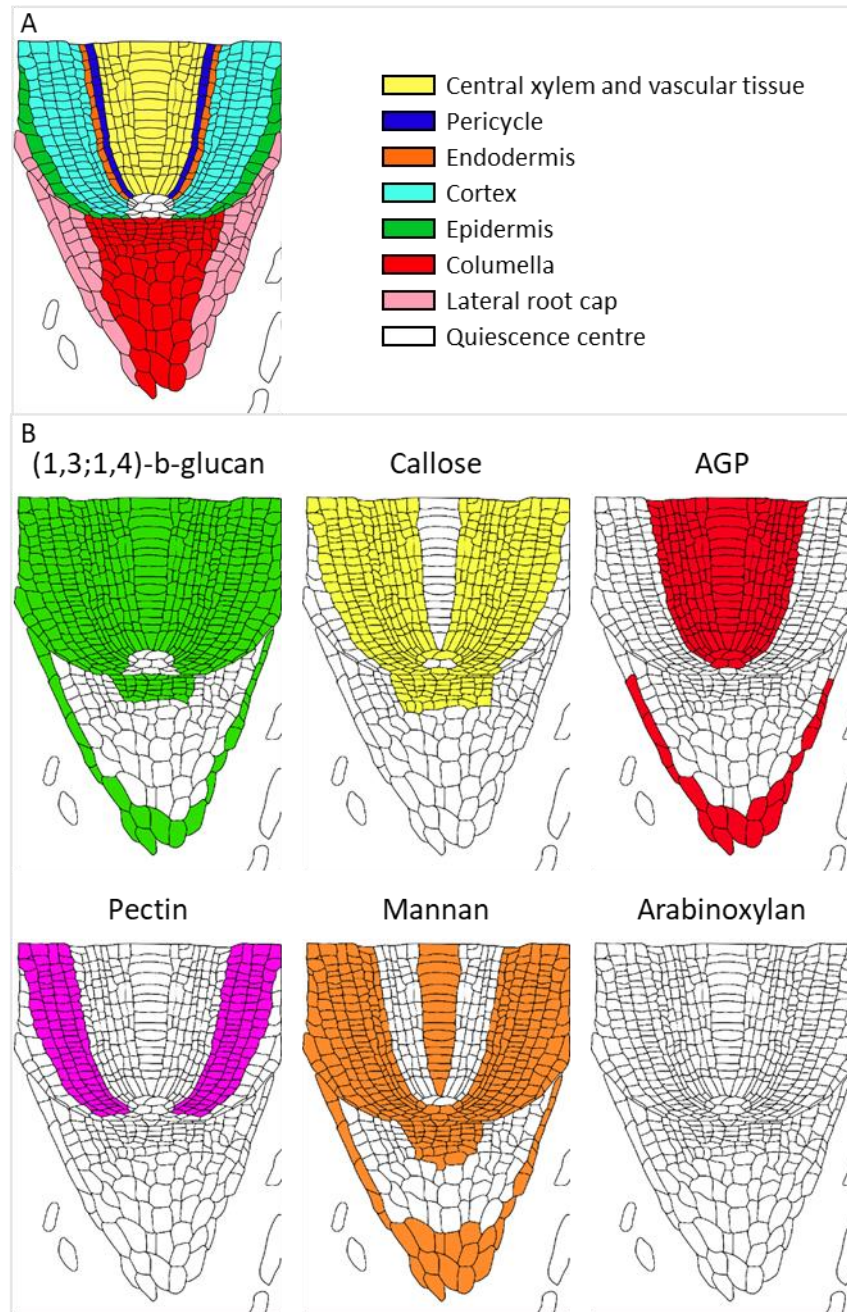 A
Central xylem and vascular tissue
Pericycle
Endodermis
Cortex
Epidermis
Columella
Lateral root cap
Quiescence centre
B
(1,3;1,4)-b-glucan
Callose
AGP
Pectin
Mannan
Arabinoxylan